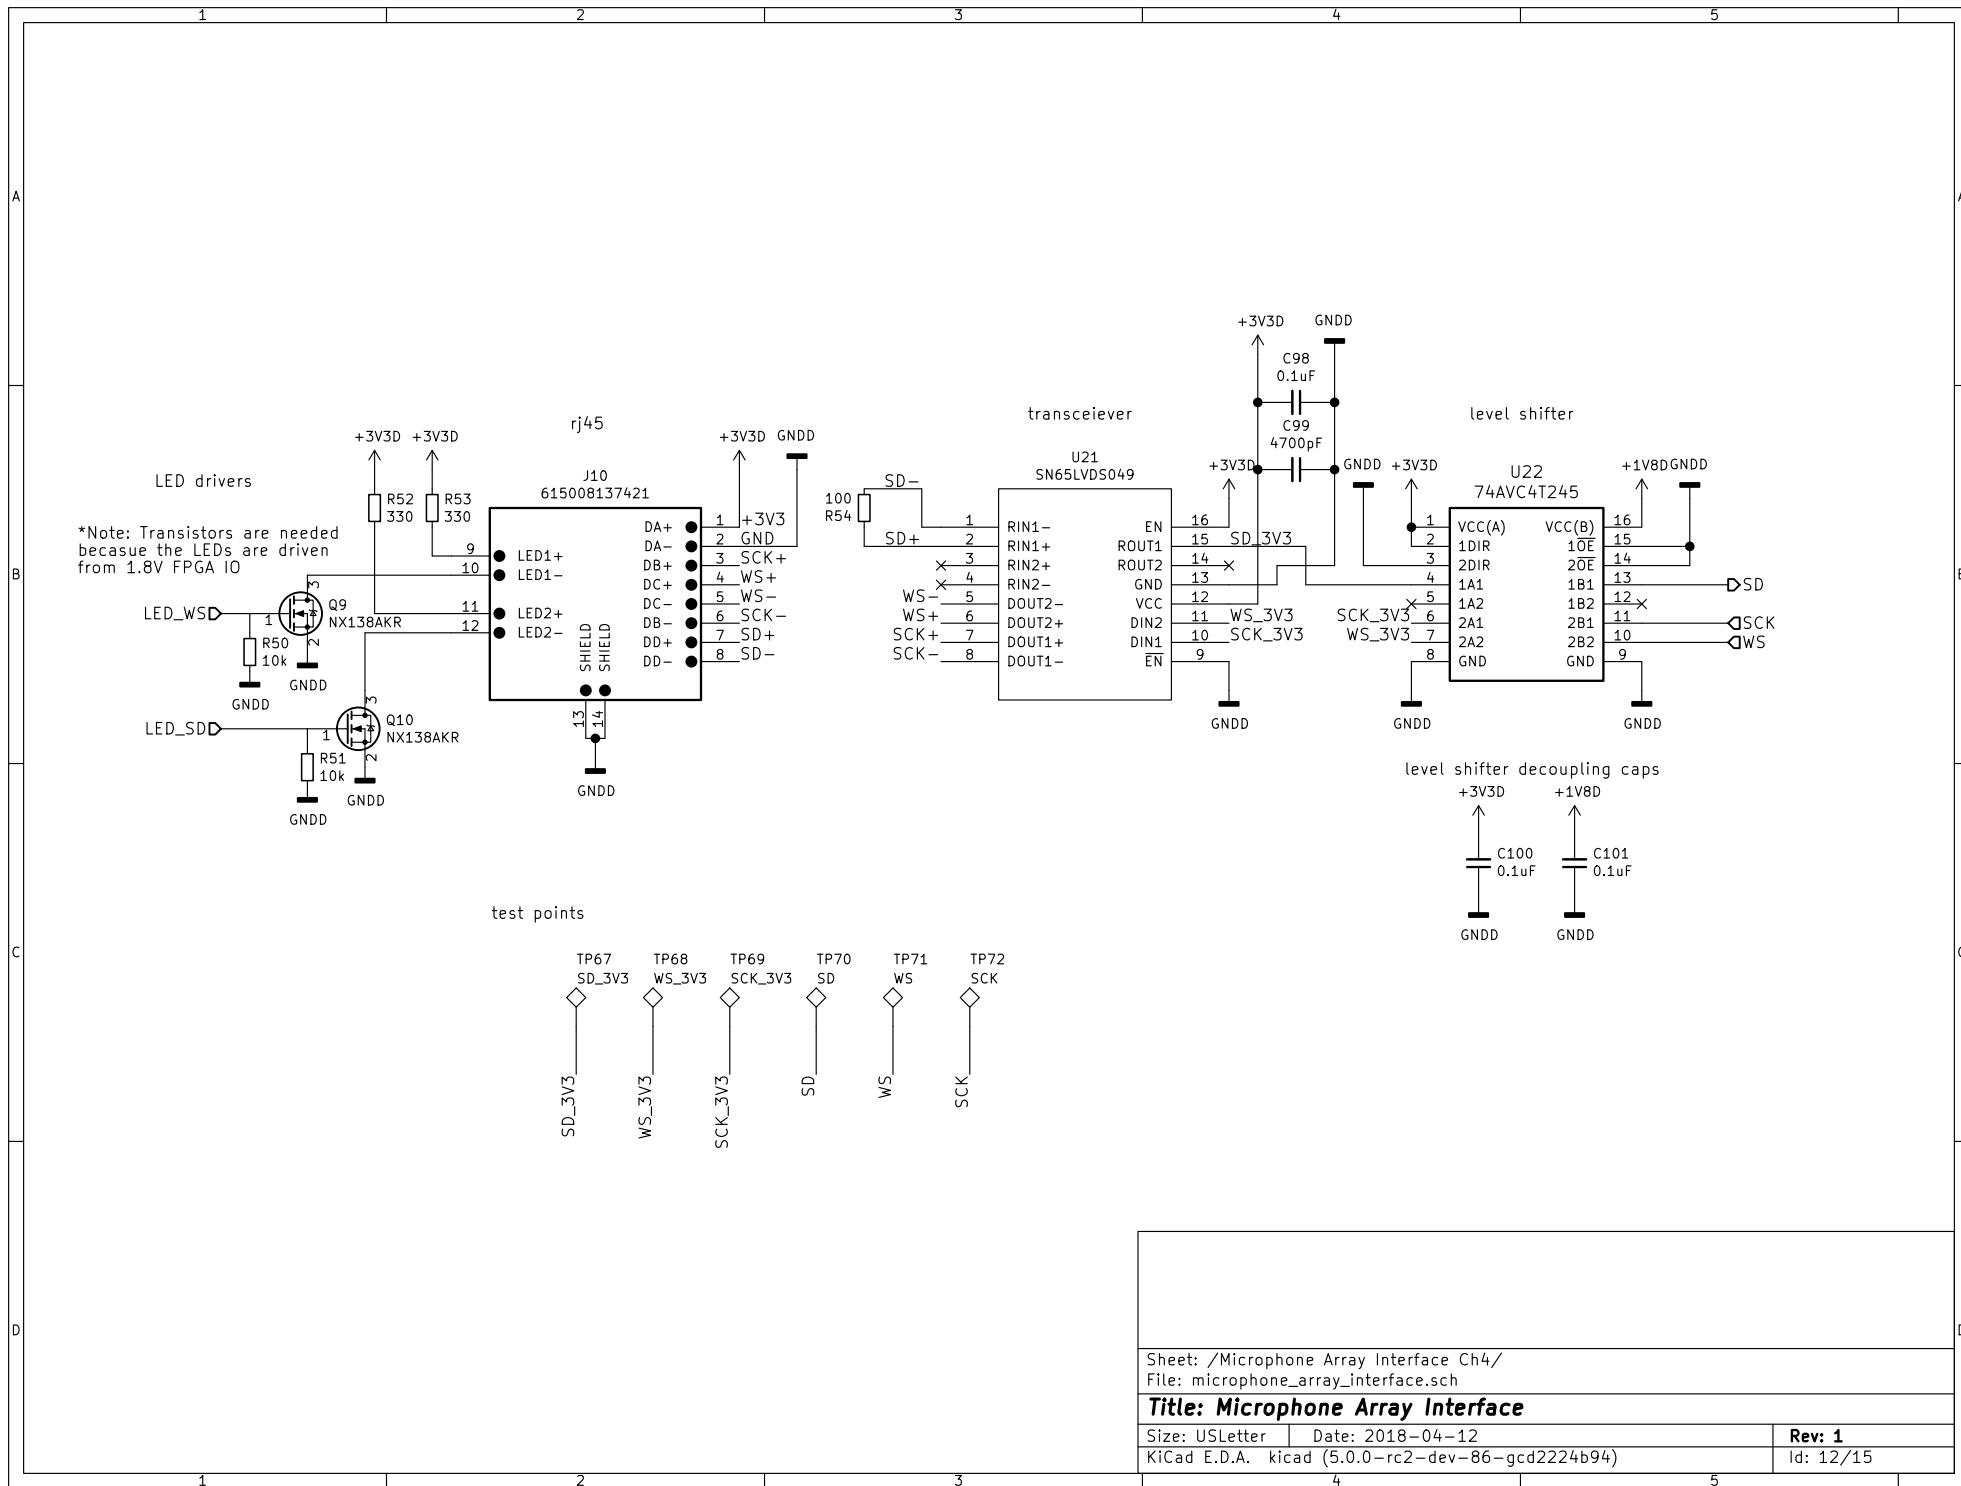 1 2 3 4 5
A
B
C
D
LED drivers
*Note: Transistors are needed
becasue the LEDs are driven
from 1.8V FPGA IO
LED_WS
1
3
2
Q9
NX138AKR
R50
10k
GNDD
GNDD
LED_SD
1
3
2
Q10
NX138AKR
R51
10k
GNDD
GNDD
+3V3D +3V3D
R52
330
R53
330
rj45
J10
615008137421
9 LED1+
10 LED1-
11 LED2+
12 LED2-
DA+ 1 +3V3
DA- 2 GND
DB+ 3 SCK+
DC+ 4 WS+
DC- 5 WS-
DB- 6 SCK-
DD+ 7 SD+
DD- 8 SD-
SHIELD
SHIELD
13
14
GNDD
+3V3D GNDD
transceiever
U21
SN65LVDS049
100
R54
SD- 1 RIN1-
SD+ 2 RIN1+
3 RIN2+
4 RIN2-
WS- 5 DOUT2-
WS+ 6 DOUT2+
SCK+ 7 DOUT1+
SCK- 8 DOUT1-
EN 16
ROUT1 15 SD_3V3
ROUT2 14
GND 13
VCC 12
DIN2 11 WS_3V3
DIN1 10 SCK_3V3
EN 9
GNDD
+3V3D
+3V3D GNDD
C98
0.1uF
C99
4700pF
level shifter
U22
74AVC4T245
GNDD +3V3D
+1V8D GNDD
1 VCC(A)
2 1DIR
3 2DIR
4 1A1
5 1A2
SCK_3V3 6 2A1
WS_3V3 7 2A2
8 GND
VCC(B) 16
1OE 15
2OE 14
1B1 13 SD
1B2 12
2B1 11 SCK
2B2 10 WS
GND 9
GNDD
GNDD
level shifter decoupling caps
+3V3D +1V8D
C100
0.1uF
C101
0.1uF
GNDD GNDD
test points
TP67 TP68 TP69 TP70 TP71 TP72
SD_3V3 WS_3V3 SCK_3V3 SD WS SCK
SD_3V3
WS_3V3
SCK_3V3
SD
WS
SCK
Sheet: /Microphone Array Interface Ch4/
File: microphone_array_interface.sch
Title: Microphone Array Interface
Size: USLetter Date: 2018-04-12 Rev: 1
KiCad E.D.A. kicad (5.0.0-rc2-dev-86-gcd2224b94) Id: 12/15
1 2 3 4 5